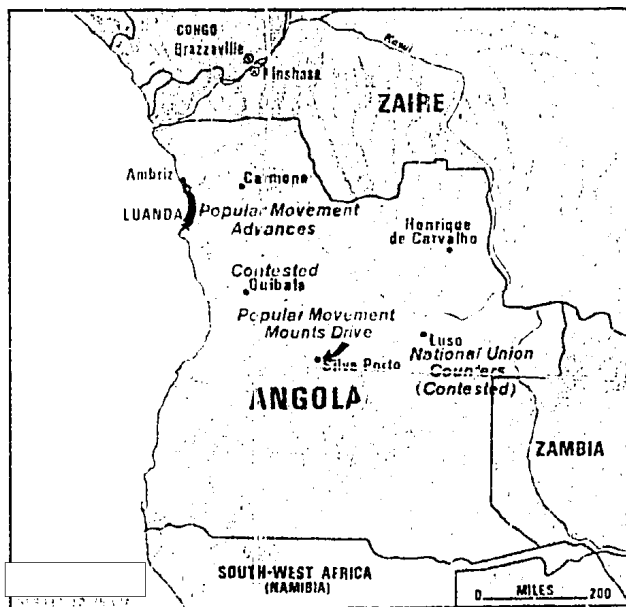 CONGO
Brazzaville
Kinshasa
ZAIRE
Ambriz
Carmona
LUANDA
Popular Movement
Advances
Henrique
de Carvalho
Contested
Quibala
Popular Movement
Mounts Drive
Luso
Silva Porto
National Union
Counters
(Contested)
ANGOLA
ZAMBIA
SOUTH-WEST AFRICA
(NAMIBIA)
0 MILES 200